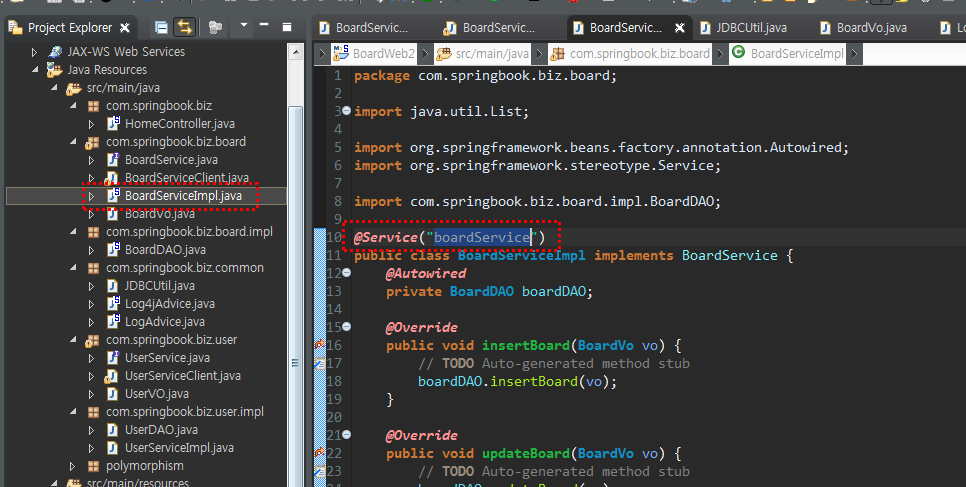 Project Explorer
JAX-WS Web Services
Java Resources
src/main/java
com.springbook.biz
HomeController.java
com.springbook.biz.board
BoardService.java
BoardServiceClient.java
BoardServiceImpl.java
BoardVo.java
com.springbook.biz.board.impl
BoardDAO.java
com.springbook.biz.common
JDBCUtil.java
Log4jAdvice.java
LogAdvice.java
com.springbook.biz.user
UserService.java
UserServiceClient.java
UserVO.java
com.springbook.biz.user.impl
UserDAO.java
UserServiceImpl.java
polymorphism
src/main/resources
BoardServic... BoardServic... BoardServic... JDBCUtil.java BoardVo.java L
BoardWeb2 src/main/java com.springbook.biz.board BoardServiceImpl
1 package com.springbook.biz.board;
2
3 import java.util.List;
4
5 import org.springframework.beans.factory.annotation.Autowired;
6 import org.springframework.stereotype.Service;
7
8 import com.springbook.biz.board.impl.BoardDAO;
9
10 @Service("boardService")
11 public class BoardServiceImpl implements BoardService {
12 @Autowired
13 private BoardDAO boardDAO;
14
15 @Override
16 public void insertBoard(BoardVo vo) {
17 // TODO Auto-generated method stub
18 boardDAO.insertBoard(vo);
19 }
20
21 @Override
22 public void updateBoard(BoardVo vo) {
23 // TODO Auto-generated method stub